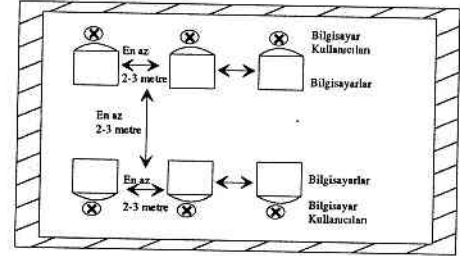 Bilgisayar
Kullanıcıları
En az
2-3 metre
Bilgisayarlar
En az
2-3 metre
En az
2-3 metre
Bilgisayarlar
Bilgisayar
Kullanıcıları